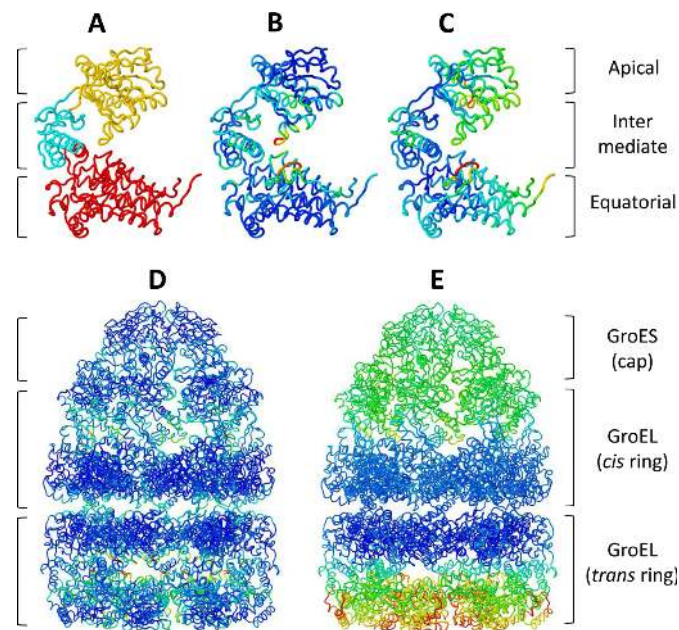 A B C
Apical
Inter
mediate
Equatorial
D E
GroES
(cap)
GroEL
(cis ring)
GroEL
(trans ring)